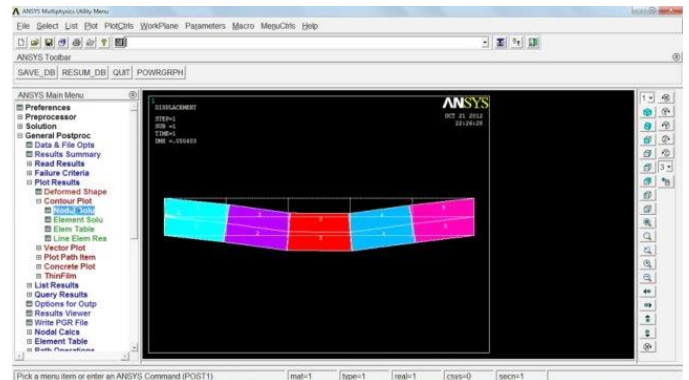 ANSYS Multiphysics Utility Menu
File Select List Plot PlotCtrls WorkPlane Parameters Macro MenuCtrls Help
ANSYS Toolbar
SAVE_DB RESUM_DB QUIT POWRGRPH
ANSYS Main Menu
Preferences
Preprocessor
Solution
General Postproc
Data & File Opts
Results Summary
Read Results
Failure Criteria
Plot Results
Deformed Shape
Contour Plot
Nodal Solu
Element Solu
Elem Table
Line Elem Res
Vector Plot
Plot Path Item
Concrete Plot
ThinFilm
List Results
Query Results
Options for Outp
Results Viewer
Write PGR File
Nodal Calcs
Element Table
Path Operations
1
DISPLACEMENT
STEP=1
SUB =1
TIME=1
ANSYS
OCT 21 2012
1
3
Pick a menu item or enter an ANSYS Command (POST1)
mat=1
type=1
real=1
csys=0
secn=1